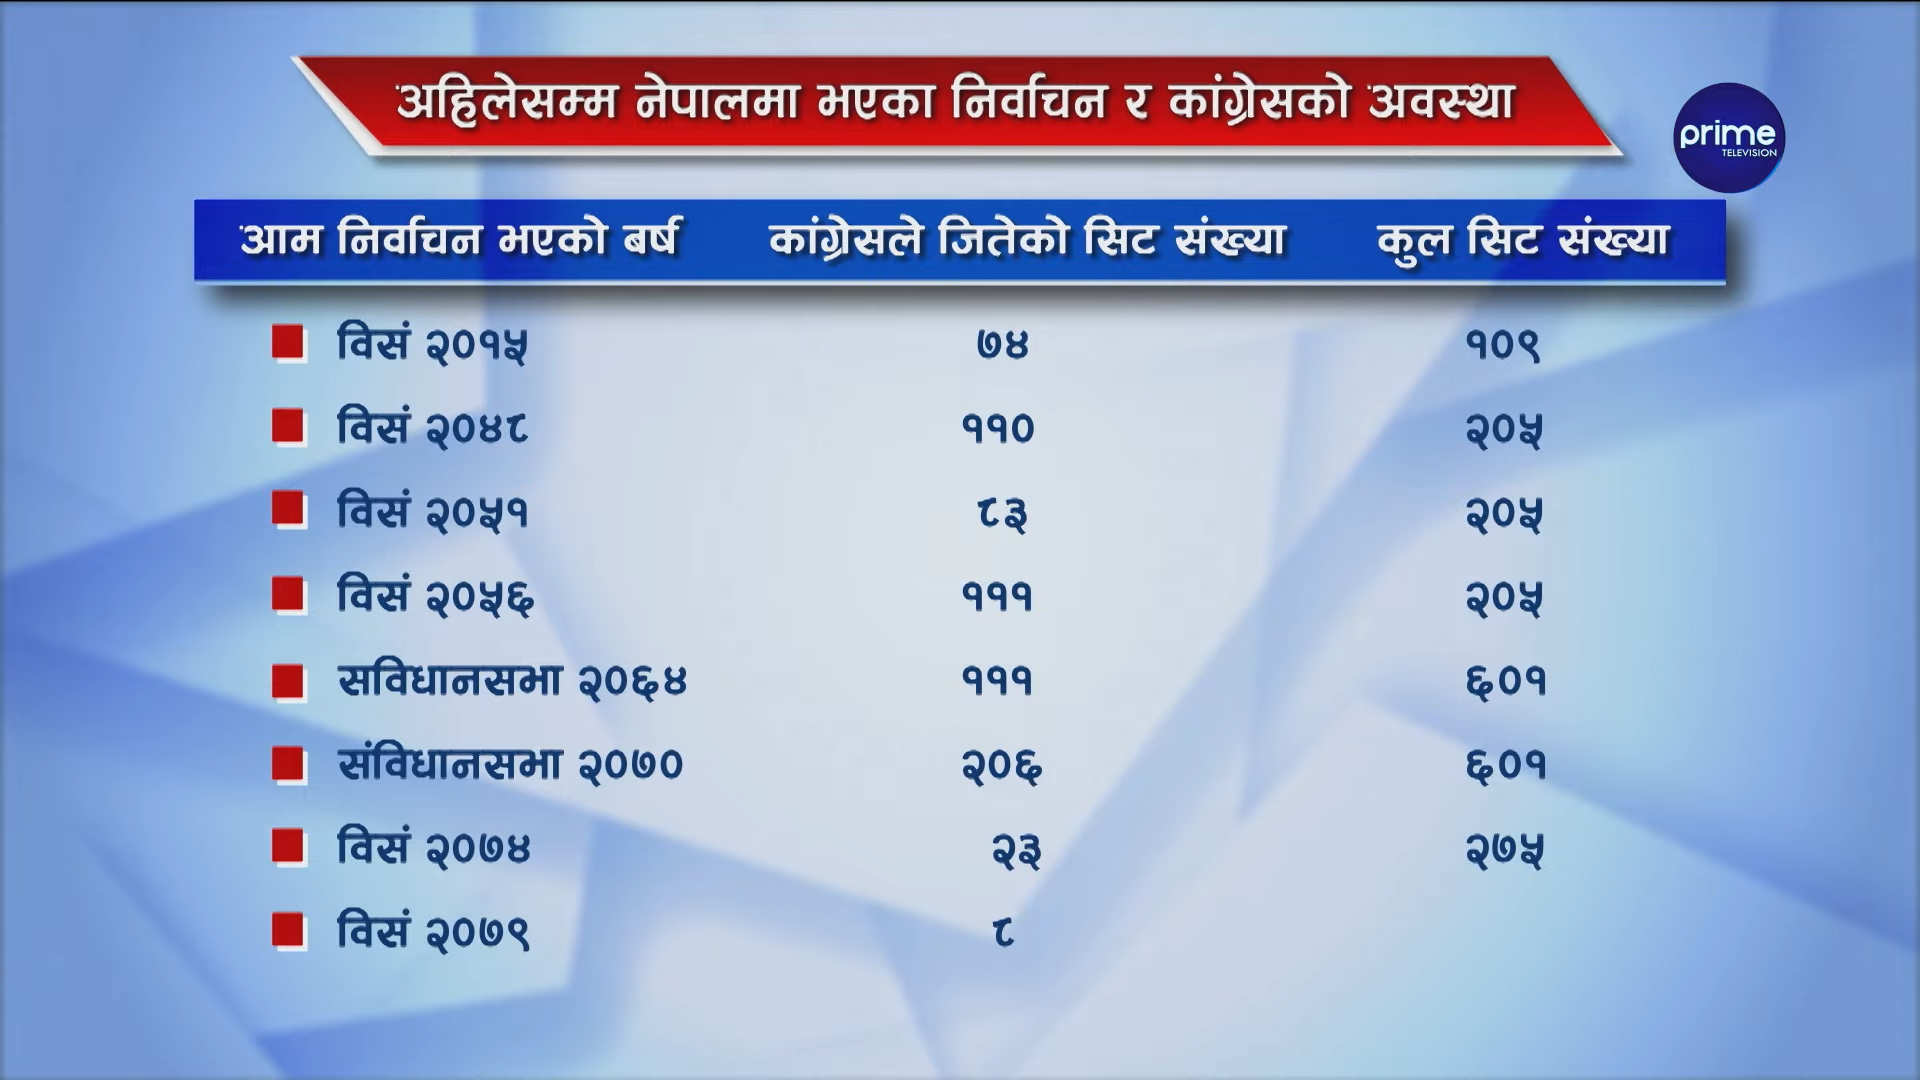 अहिलेसम्म नेपालमा भएका निर्वाचन र कांग्रेसको अवस्था
prime
TELEVISION
आम निर्वाचन भएको बर्ष कांग्रेसले जितेको सिट संख्या कुल सिट संख्या
विसं २०१५ ७४ १०९
विसं २०४८ ११० २०५
विसं २०५१ ८३ २०५
विसं २०५६ १११ २०५
सविधानसभा २०६४ १११ ६०१
संविधानसभा २०७० २०६ ६०१
विसं २०७४ २३ २७५
विसं २०७९ ८